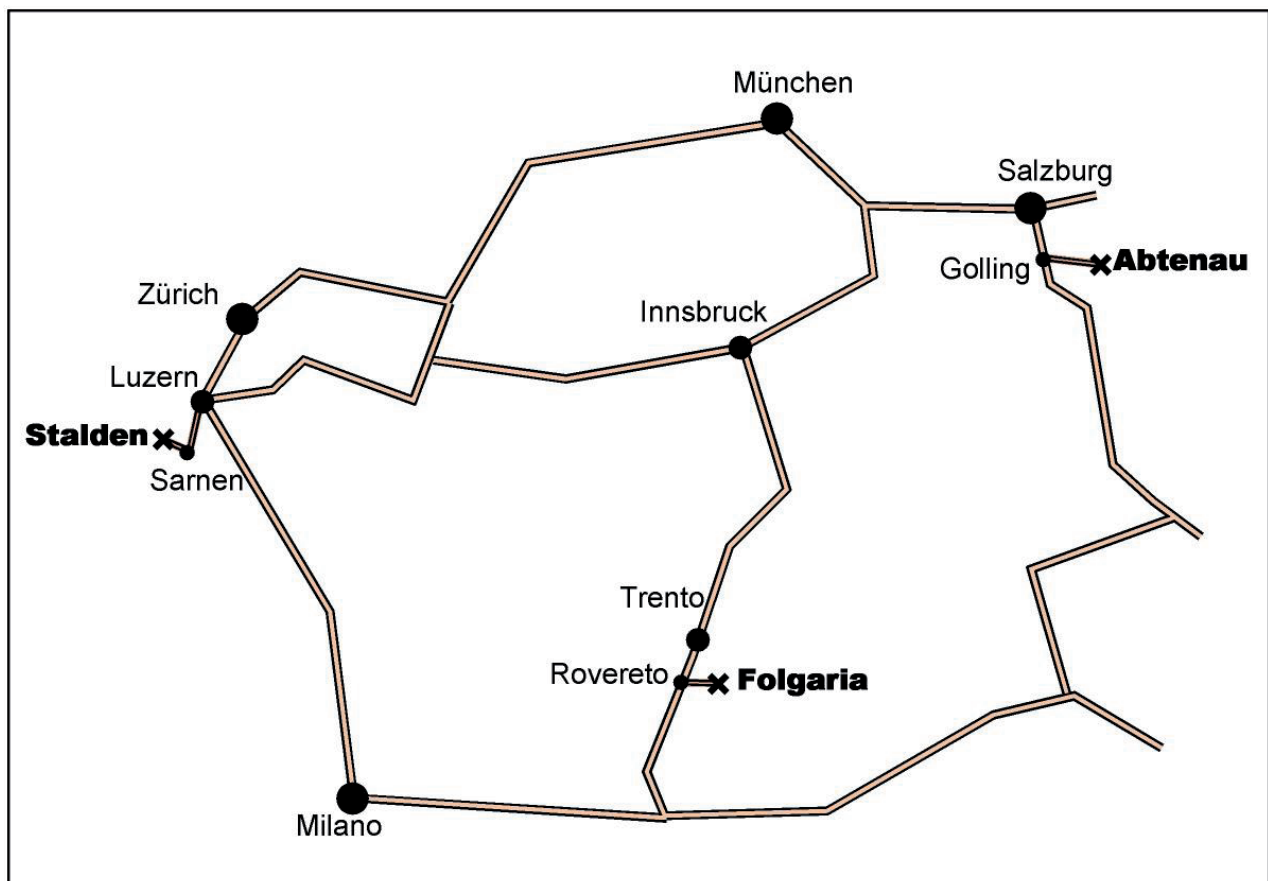 München
Salzburg
Golling
Abtenau
Zürich
Innsbruck
Luzern
Stalden
Sarnen
Trento
Rovereto
Folgaria
Milano